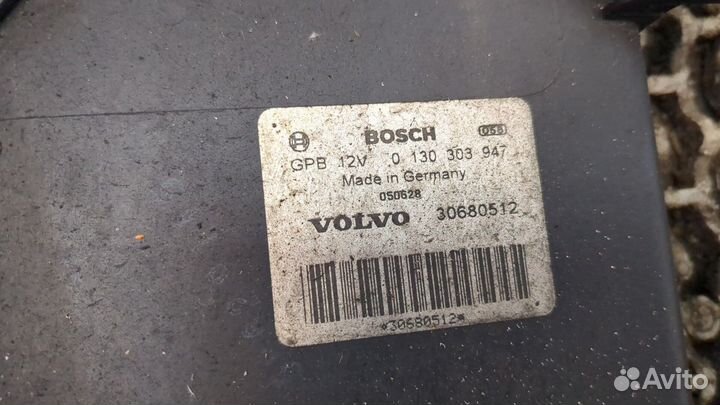 BOSCH
GPB 12V 0 130 303 947
Made in Germany
050628
VOLVO 30680512
*30680512*
Avito